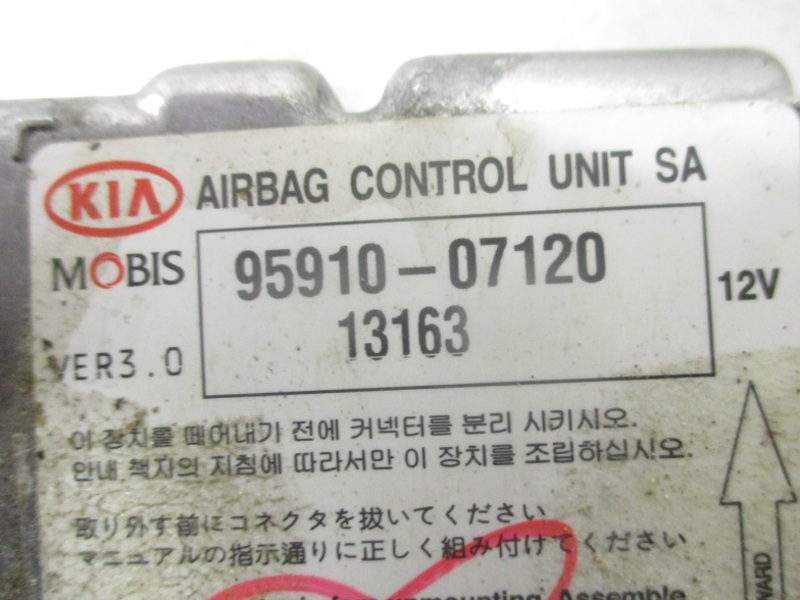 KIA AIRBAG CONTROL UNIT SA
MOBIS
95910-07120
13163
12V
VER3.0
이 장치를 떼어내기 전에 커넥터를 분리 시키시오.
안내 책자의 지침에 따라서만 이 장치를 조립하십시오.
取り外す前にコネクタを抜いてください
マニュアルの指示通りに正しく組み付けてください
unmounting. Assemble
WARD